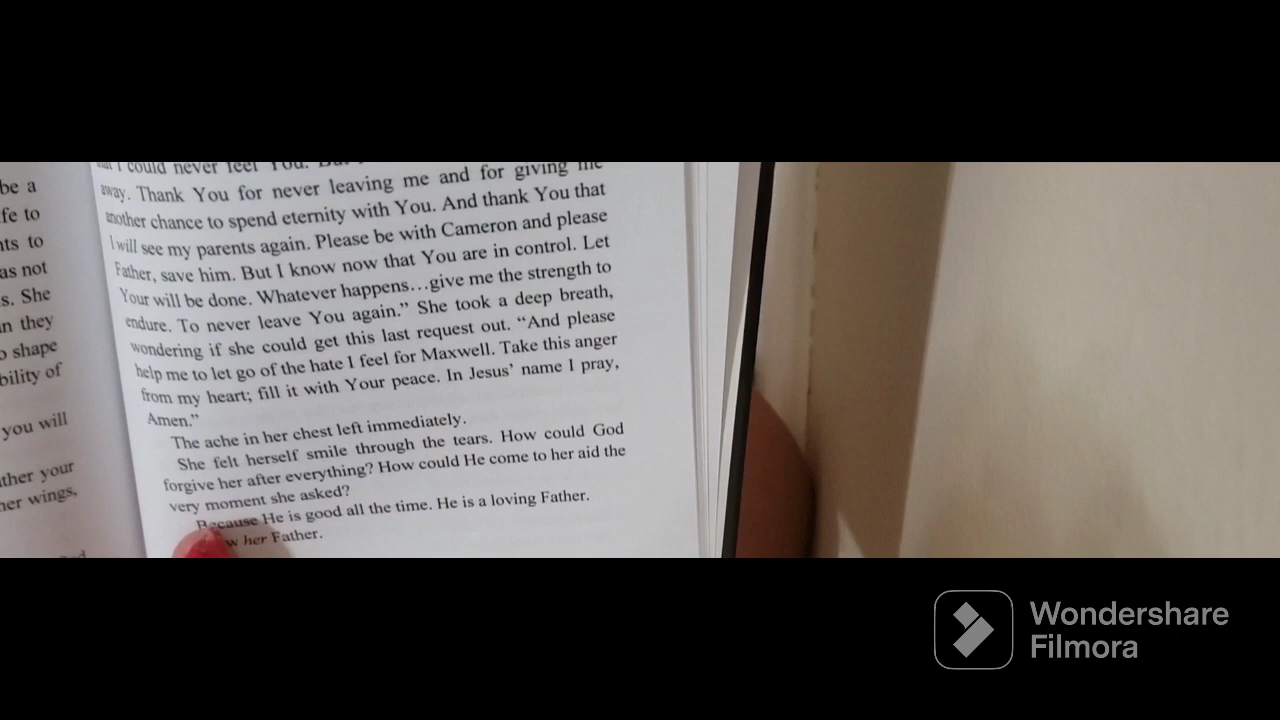 be a
fe to
nts to
as not
s. She
n they
o shape
bility of
you will
ther your
her wings,
I could never feel You. But
away. Thank You for never leaving me and for giving me
another chance to spend eternity with You. And thank You that
I will see my parents again. Please be with Cameron and please
Father, save him. But I know now that You are in control. Let
Your will be done. Whatever happens…give me the strength to
endure. To never leave You again.” She took a deep breath,
wondering if she could get this last request out. “And please
help me to let go of the hate I feel for Maxwell. Take this anger
from my heart; fill it with Your peace. In Jesus’ name I pray,
Amen.”
The ache in her chest left immediately.
She felt herself smile through the tears. How could God
forgive her after everything? How could He come to her aid the
very moment she asked?
Because He is good all the time. He is a loving Father.
w her Father.
Wondershare
Filmora